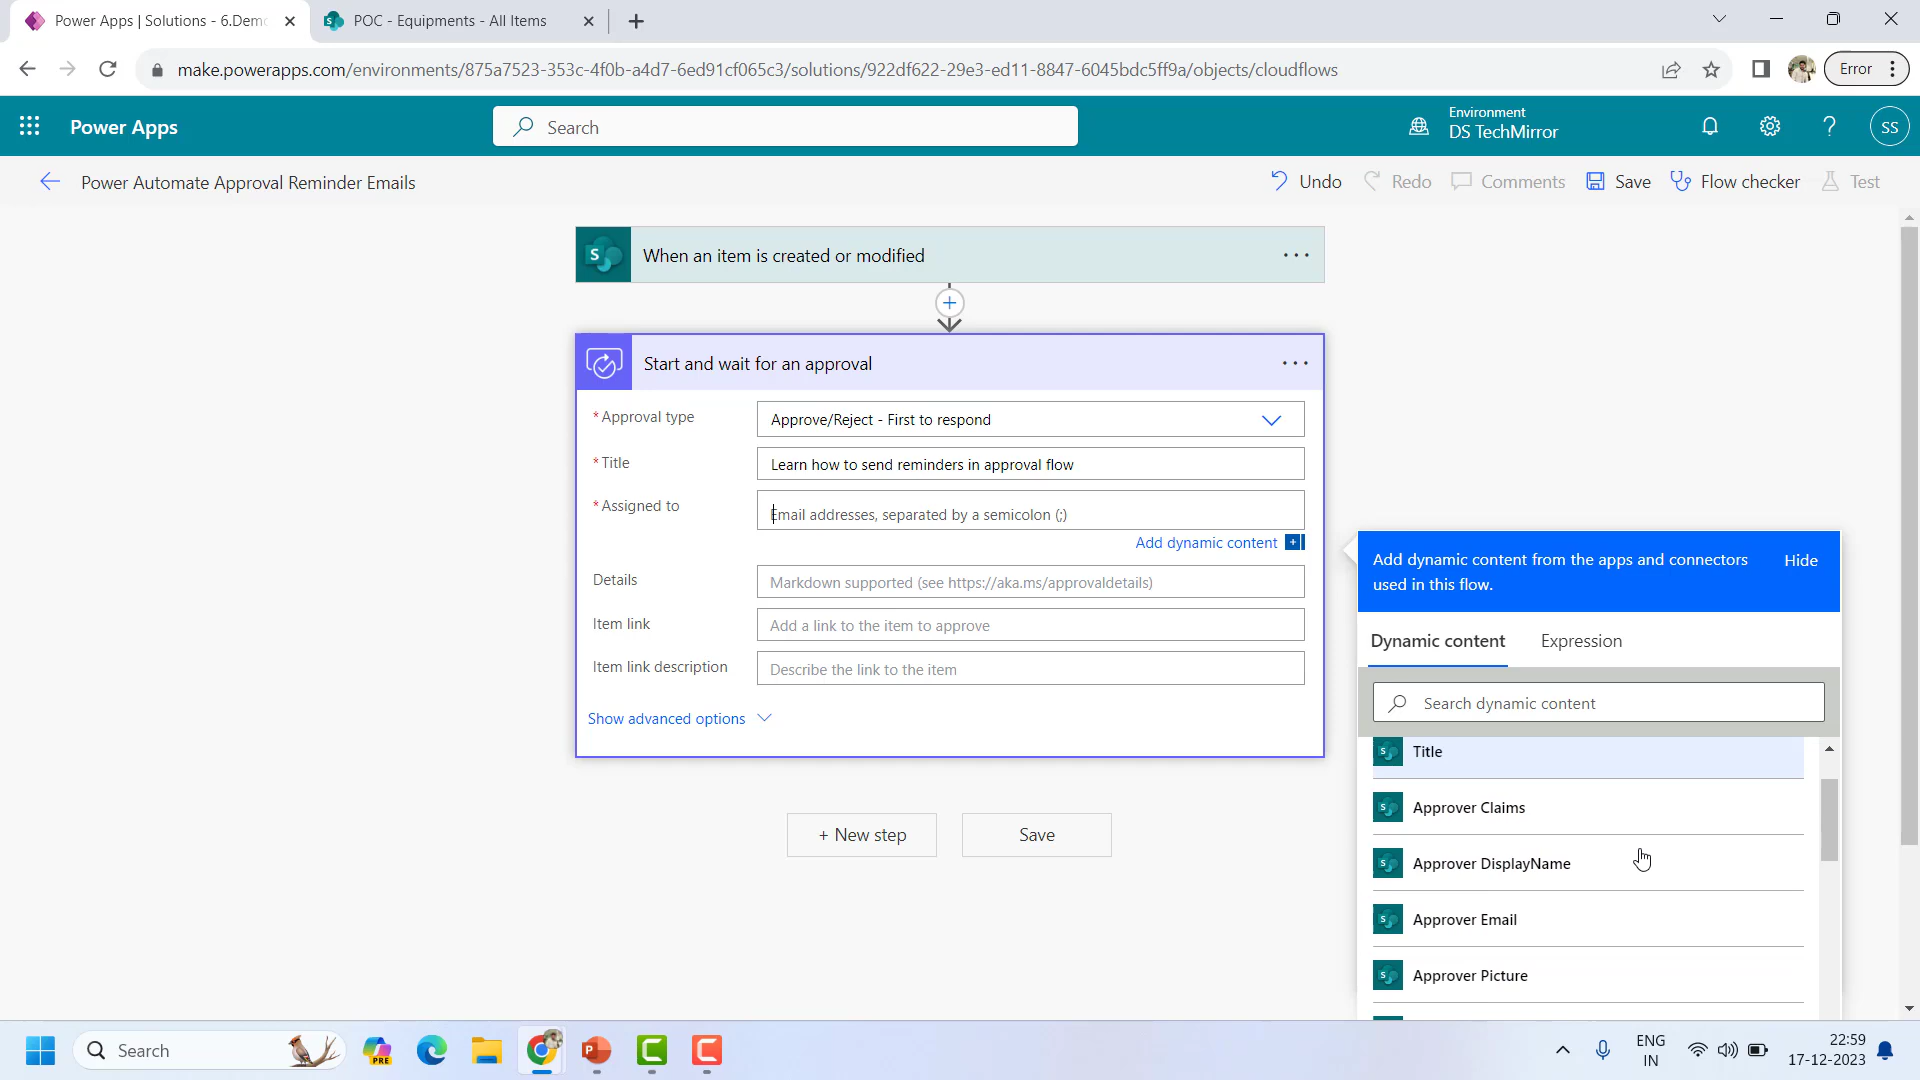 Power Apps | Solutions - 6.Demo
POC - Equipments - All Items
make.powerapps.com/environments/875a7523-353c-4f0b-a4d7-6ed91cf065c3/solutions/922df622-29e3-ed11-8847-6045bdc5ff9a/objects/cloudflows
Error
Power Apps
Search
Environment
DS TechMirror
SS
Power Automate Approval Reminder Emails
Undo
Redo
Comments
Save
Flow checker
Test
When an item is created or modified
Start and wait for an approval
* Approval type
Approve/Reject - First to respond
* Title
Learn how to send reminders in approval flow
* Assigned to
Email addresses, separated by a semicolon (;)
Add dynamic content
Details
Markdown supported (see https://aka.ms/approvaldetails)
Item link
Add a link to the item to approve
Item link description
Describe the link to the item
Show advanced options
+ New step
Save
Add dynamic content from the apps and connectors
used in this flow.
Hide
Dynamic content
Expression
Search dynamic content
Title
Approver Claims
Approver DisplayName
Approver Email
Approver Picture
Search
PRE
ENG
IN
22:59
17-12-2023